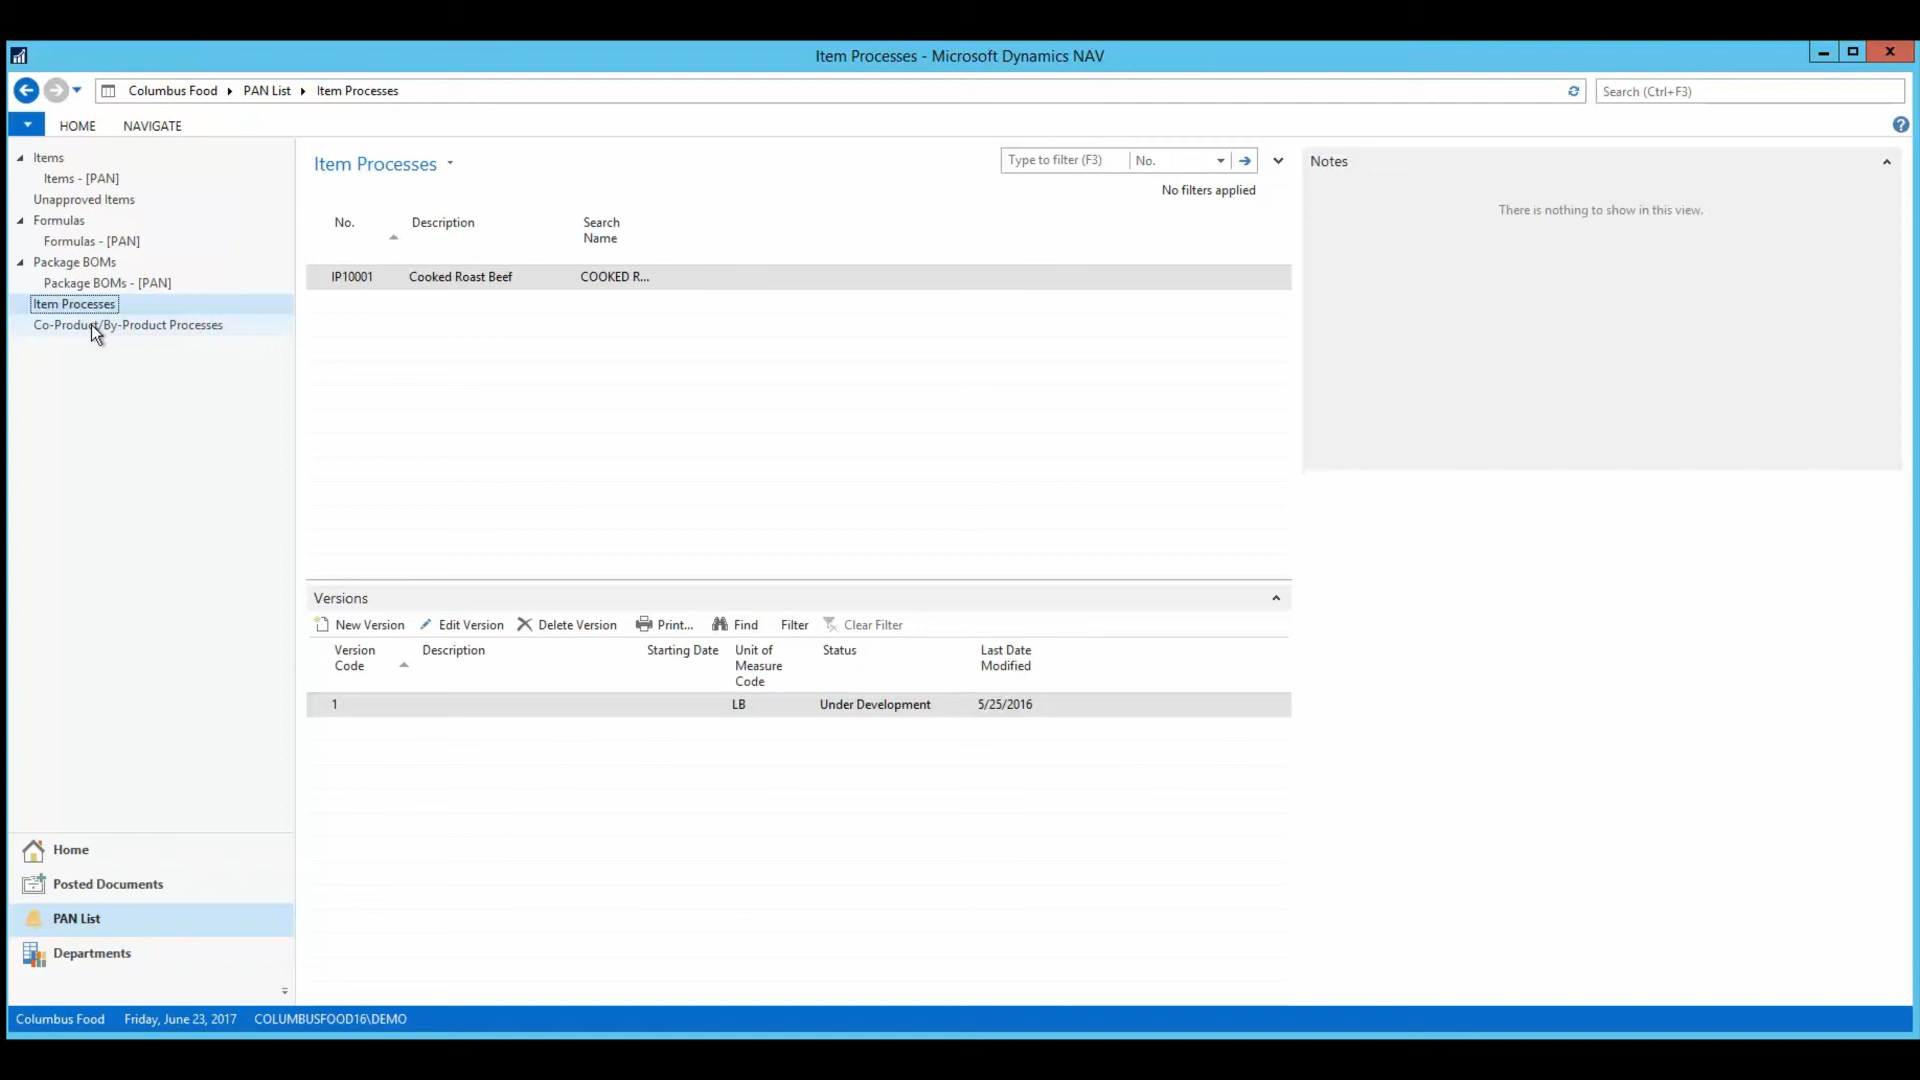 Item Processes - Microsoft Dynamics NAV
Columbus Food PAN List Item Processes
Search (Ctrl+F3)
HOME NAVIGATE
Items
Items - [PAN]
Unapproved Items
Formulas
Formulas - [PAN]
Package BOMs
Package BOMs - [PAN]
Item Processes
Co-Product/By-Product Processes
Home
Posted Documents
PAN List
Departments
Item Processes
Type to filter (F3) No.
No filters applied
No. Description Search
Name
IP10001 Cooked Roast Beef COOKED R...
Versions
New Version Edit Version Delete Version Print... Find Filter Clear Filter
Version Description Starting Date Unit of Status Last Date
Code Measure Modified
Code
1 LB Under Development 5/25/2016
Notes
There is nothing to show in this view.
Columbus Food Friday, June 23, 2017 COLUMBUSFOOD16\DEMO